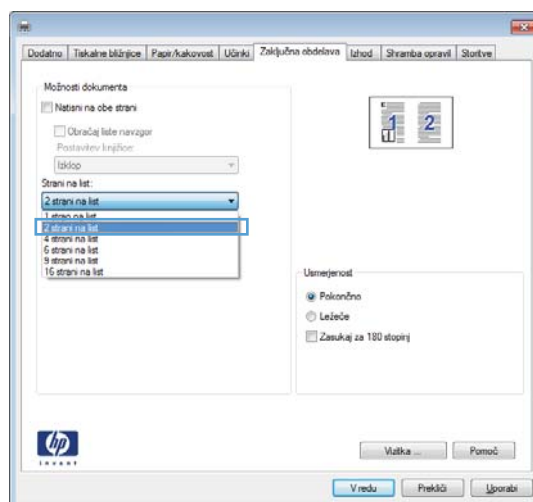 Dodatno Tiskalne bližnjice Papir/kakovost Učinki Zaključna obdelava Izhod Shramba opravil Storitve
Možnosti dokumenta
Natisni na obe strani
Obračaj liste navzgor
Postavitev knjižice:
Izklop
Strani na list:
2 strani na list
1 stran na list
2 strani na list
4 strani na list
6 strani na list
9 strani na list
16 strani na list
1 2
Usmerjenost
Pokončno
Ležeče
Zasukaj za 180 stopinj
hp
invent
Vizitka ... Pomoč
V redu Prekliči Uporabi